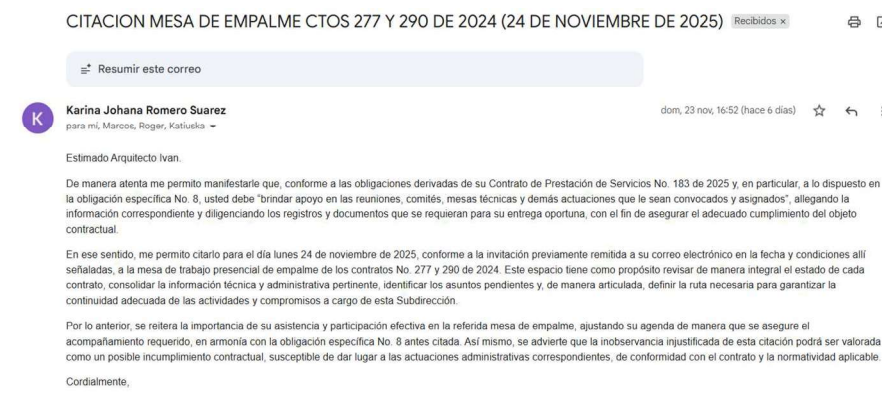 CITACION MESA DE EMPALME CTOS 277 Y 290 DE 2024 (24 DE NOVIEMBRE DE 2025) Recibidos ×
Resumir este correo
K
Karina Johana Romero Suarez dom, 23 nov, 16:52 (hace 6 días)
para mí, Marcos, Roger, Katiuska
Estimado Arquitecto Ivan.
De manera atenta me permito manifestarle que, conforme a las obligaciones derivadas de su Contrato de Prestación de Servicios No. 183 de 2025 y, en particular, a lo dispuesto en
la obligación específica No. 8, usted debe “brindar apoyo en las reuniones, comités, mesas técnicas y demás actuaciones que le sean convocados y asignados”, allegando la
información correspondiente y diligenciando los registros y documentos que se requieran para su entrega oportuna, con el fin de asegurar el adecuado cumplimiento del objeto
contractual.
En ese sentido, me permito citarlo para el día lunes 24 de noviembre de 2025, conforme a la invitación previamente remitida a su correo electrónico en la fecha y condiciones allí
señaladas, a la mesa de trabajo presencial de empalme de los contratos No. 277 y 290 de 2024. Este espacio tiene como propósito revisar de manera integral el estado de cada
contrato, consolidar la información técnica y administrativa pertinente, identificar los asuntos pendientes y, de manera articulada, definir la ruta necesaria para garantizar la
continuidad adecuada de las actividades y compromisos a cargo de esta Subdirección.
Por lo anterior, se reitera la importancia de su asistencia y participación efectiva en la referida mesa de empalme, ajustando su agenda de manera que se asegure el
acompañamiento requerido, en armonía con la obligación específica No. 8 antes citada. Así mismo, se advierte que la inobservancia injustificada de esta citación podrá ser valorada
como un posible incumplimiento contractual, susceptible de dar lugar a las actuaciones administrativas correspondientes, de conformidad con el contrato y la normatividad aplicable.
Cordialmente,